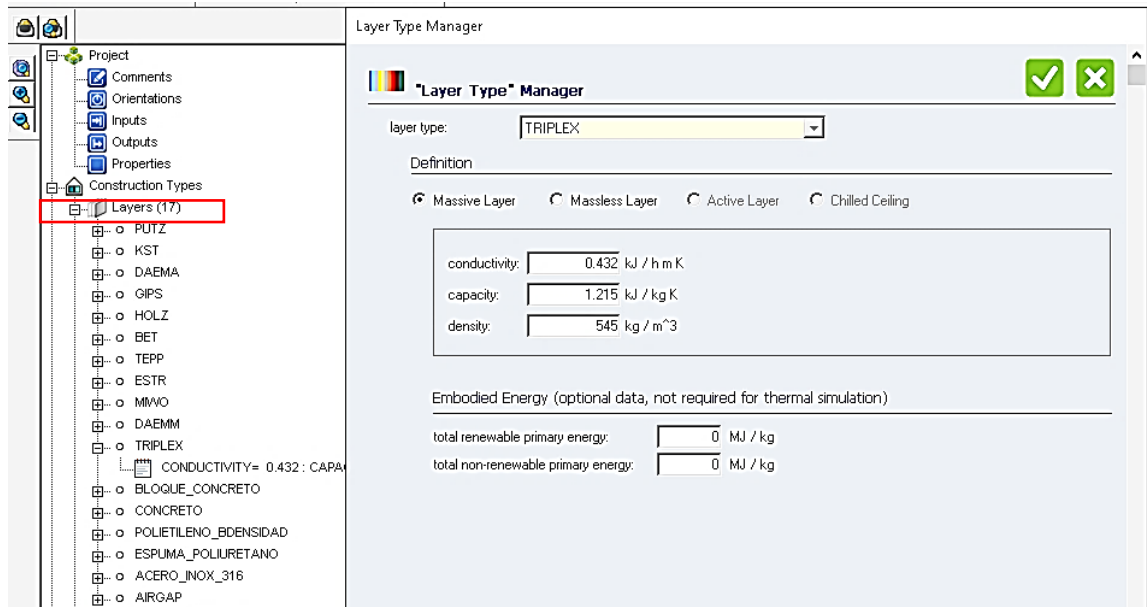 Layer Type Manager
Project
Comments
Orientations
Inputs
Outputs
Properties
Construction Types
Layers (17)
PUTZ
KST
DAEMA
GIPS
HOLZ
BET
TEPP
ESTR
MIWO
DAEMM
TRIPLEX
CONDUCTIVITY= 0.432 : CAPA
BLOQUE_CONCRETO
CONCRETO
POLIETILENO_BDENSIDAD
ESPUMA_POLIURETANO
ACERO_INOX_316
AIRGAP
"Layer Type" Manager
layer type: TRIPLEX
Definition
Massive Layer Massless Layer Active Layer Chilled Ceiling
conductivity: 0.432 kJ / h m K
capacity: 1.215 kJ / kg K
density: 545 kg / m^3
Embodied Energy (optional data, not required for thermal simulation)
total renewable primary energy: 0 MJ / kg
total non-renewable primary energy: 0 MJ / kg